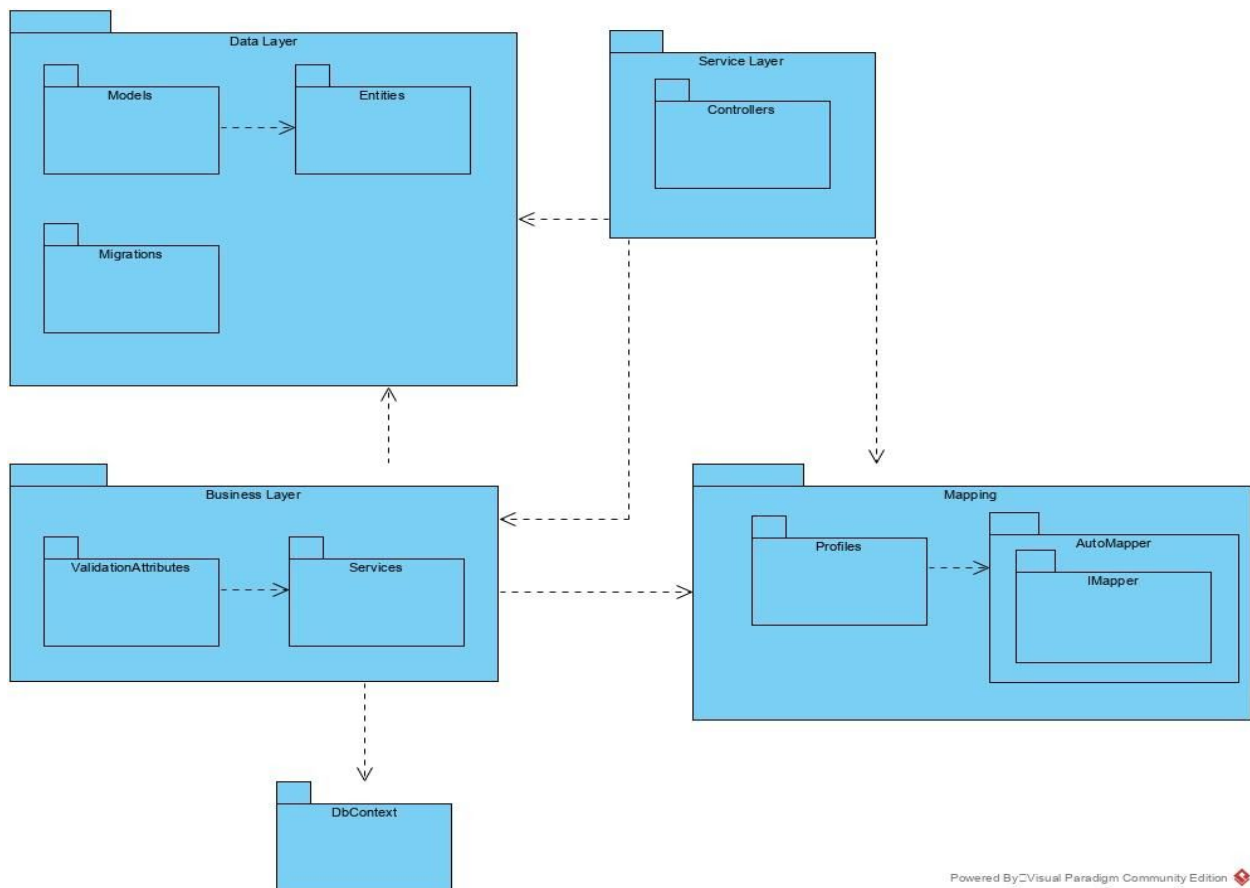 Data Layer
Models
Entities
Migrations
Service Layer
Controllers
Business Layer
ValidationAttributes
Services
Mapping
Profiles
AutoMapper
IMapper
DbContext
Powered By Visual Paradigm Community Edition